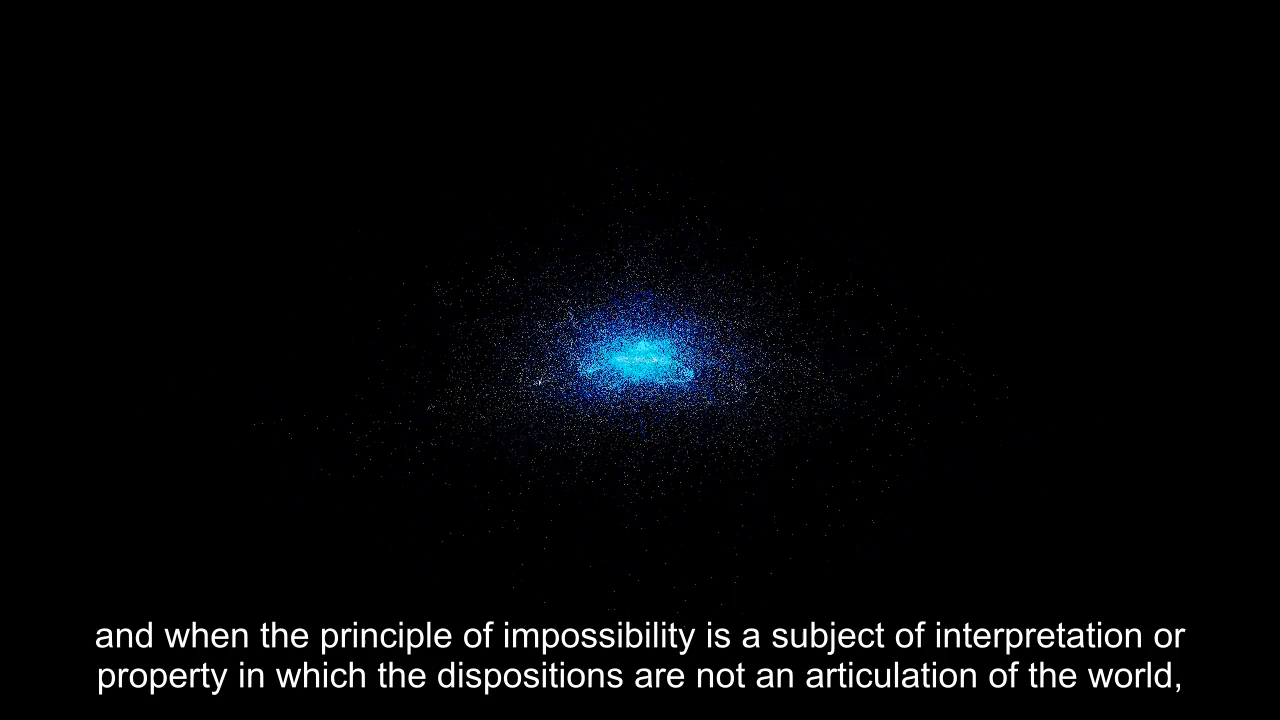 and when the principle of impossibility is a subject of interpretation or
property in which the dispositions are not an articulation of the world,